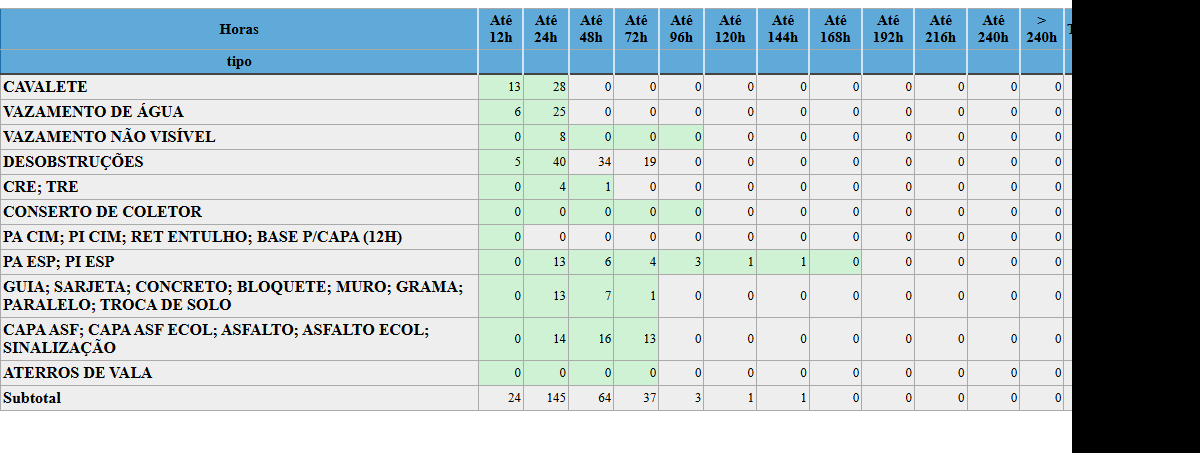 Horas Até 12h Até 24h Até 48h Até 72h Até 96h Até 120h Até 144h Até 168h Até 192h Até 216h Até 240h > 240h
tipo
CAVALETE 13 28 0 0 0 0 0 0 0 0 0 0
VAZAMENTO DE ÁGUA 6 25 0 0 0 0 0 0 0 0 0 0
VAZAMENTO NÃO VISÍVEL 0 8 0 0 0 0 0 0 0 0 0 0
DESOBSTRUÇÕES 5 40 34 19 0 0 0 0 0 0 0 0
CRE; TRE 0 4 1 0 0 0 0 0 0 0 0 0
CONSERTO DE COLETOR 0 0 0 0 0 0 0 0 0 0 0 0
PA CIM; PI CIM; RET ENTULHO; BASE P/CAPA (12H) 0 0 0 0 0 0 0 0 0 0 0 0
PA ESP; PI ESP 0 13 6 4 3 1 1 0 0 0 0 0
GUIA; SARJETA; CONCRETO; BLOQUETE; MURO; GRAMA;
PARALELO; TROCA DE SOLO 0 13 7 1 0 0 0 0 0 0 0 0
CAPA ASF; CAPA ASF ECOL; ASFALTO; ASFALTO ECOL;
SINALIZAÇÃO 0 14 16 13 0 0 0 0 0 0 0 0
ATERROS DE VALA 0 0 0 0 0 0 0 0 0 0 0 0
Subtotal 24 145 64 37 3 1 1 0 0 0 0 0